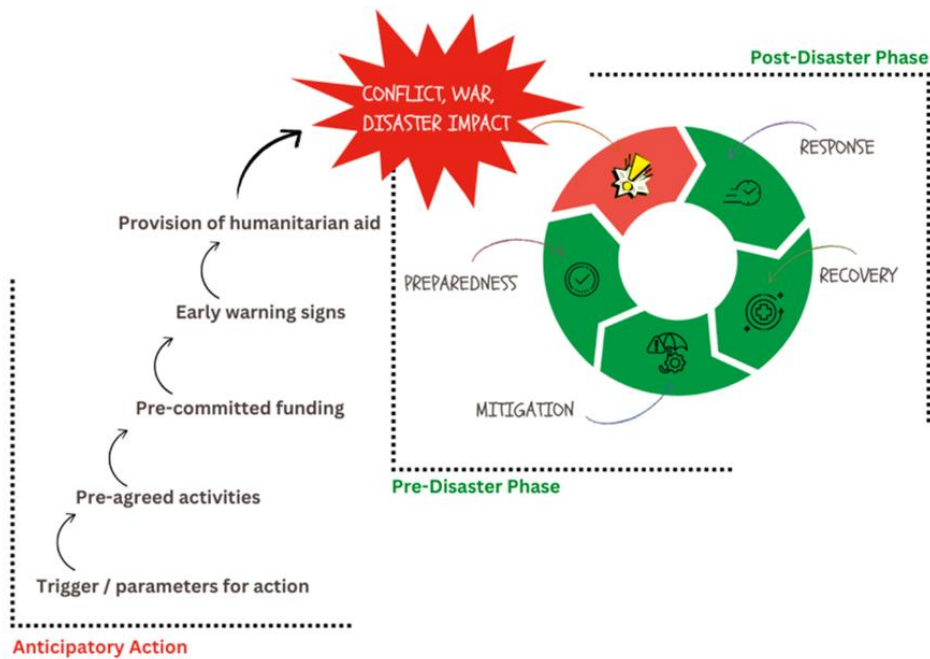 Post-Disaster Phase
CONFLICT, WAR,
DISASTER IMPACT
RESPONSE
Provision of humanitarian aid
PREPAREDNESS
RECOVERY
Early warning signs
MITIGATION
Pre-committed funding
Pre-Disaster Phase
Pre-agreed activities
Trigger / parameters for action
Anticipatory Action